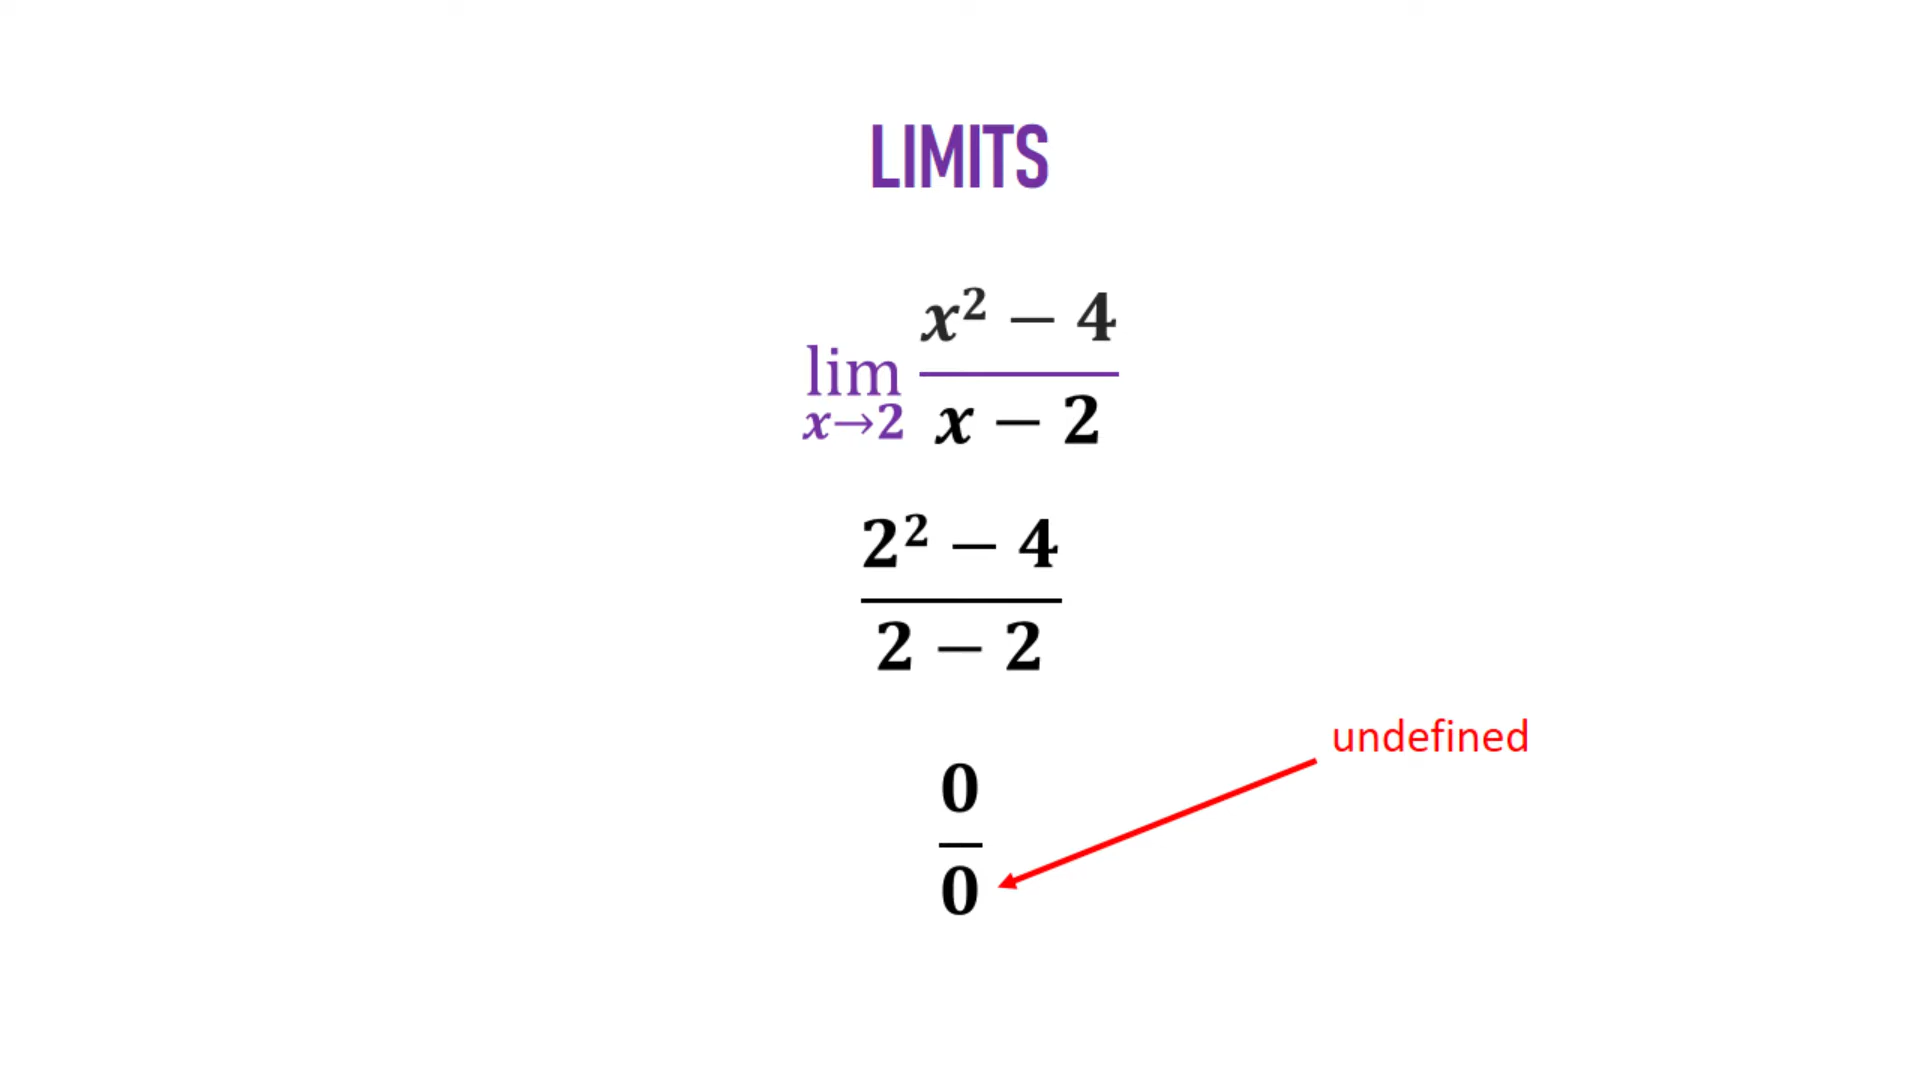 LIMITS
lim x→2 x² − 4 / x − 2
2² − 4 / 2 − 2
undefined
0 / 0